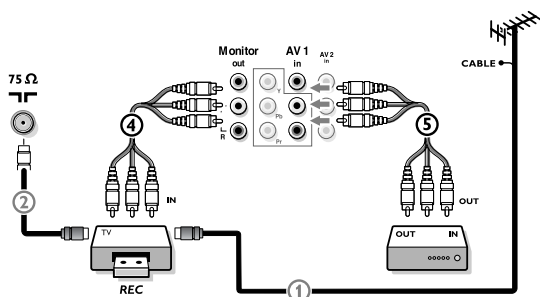 Monitor
out
AV 1
in
AV 2
in
CABLE
75 Ω
Y
Pb
Pr
L
R
4
5
2
IN
OUT
TV
OUT IN
REC
1